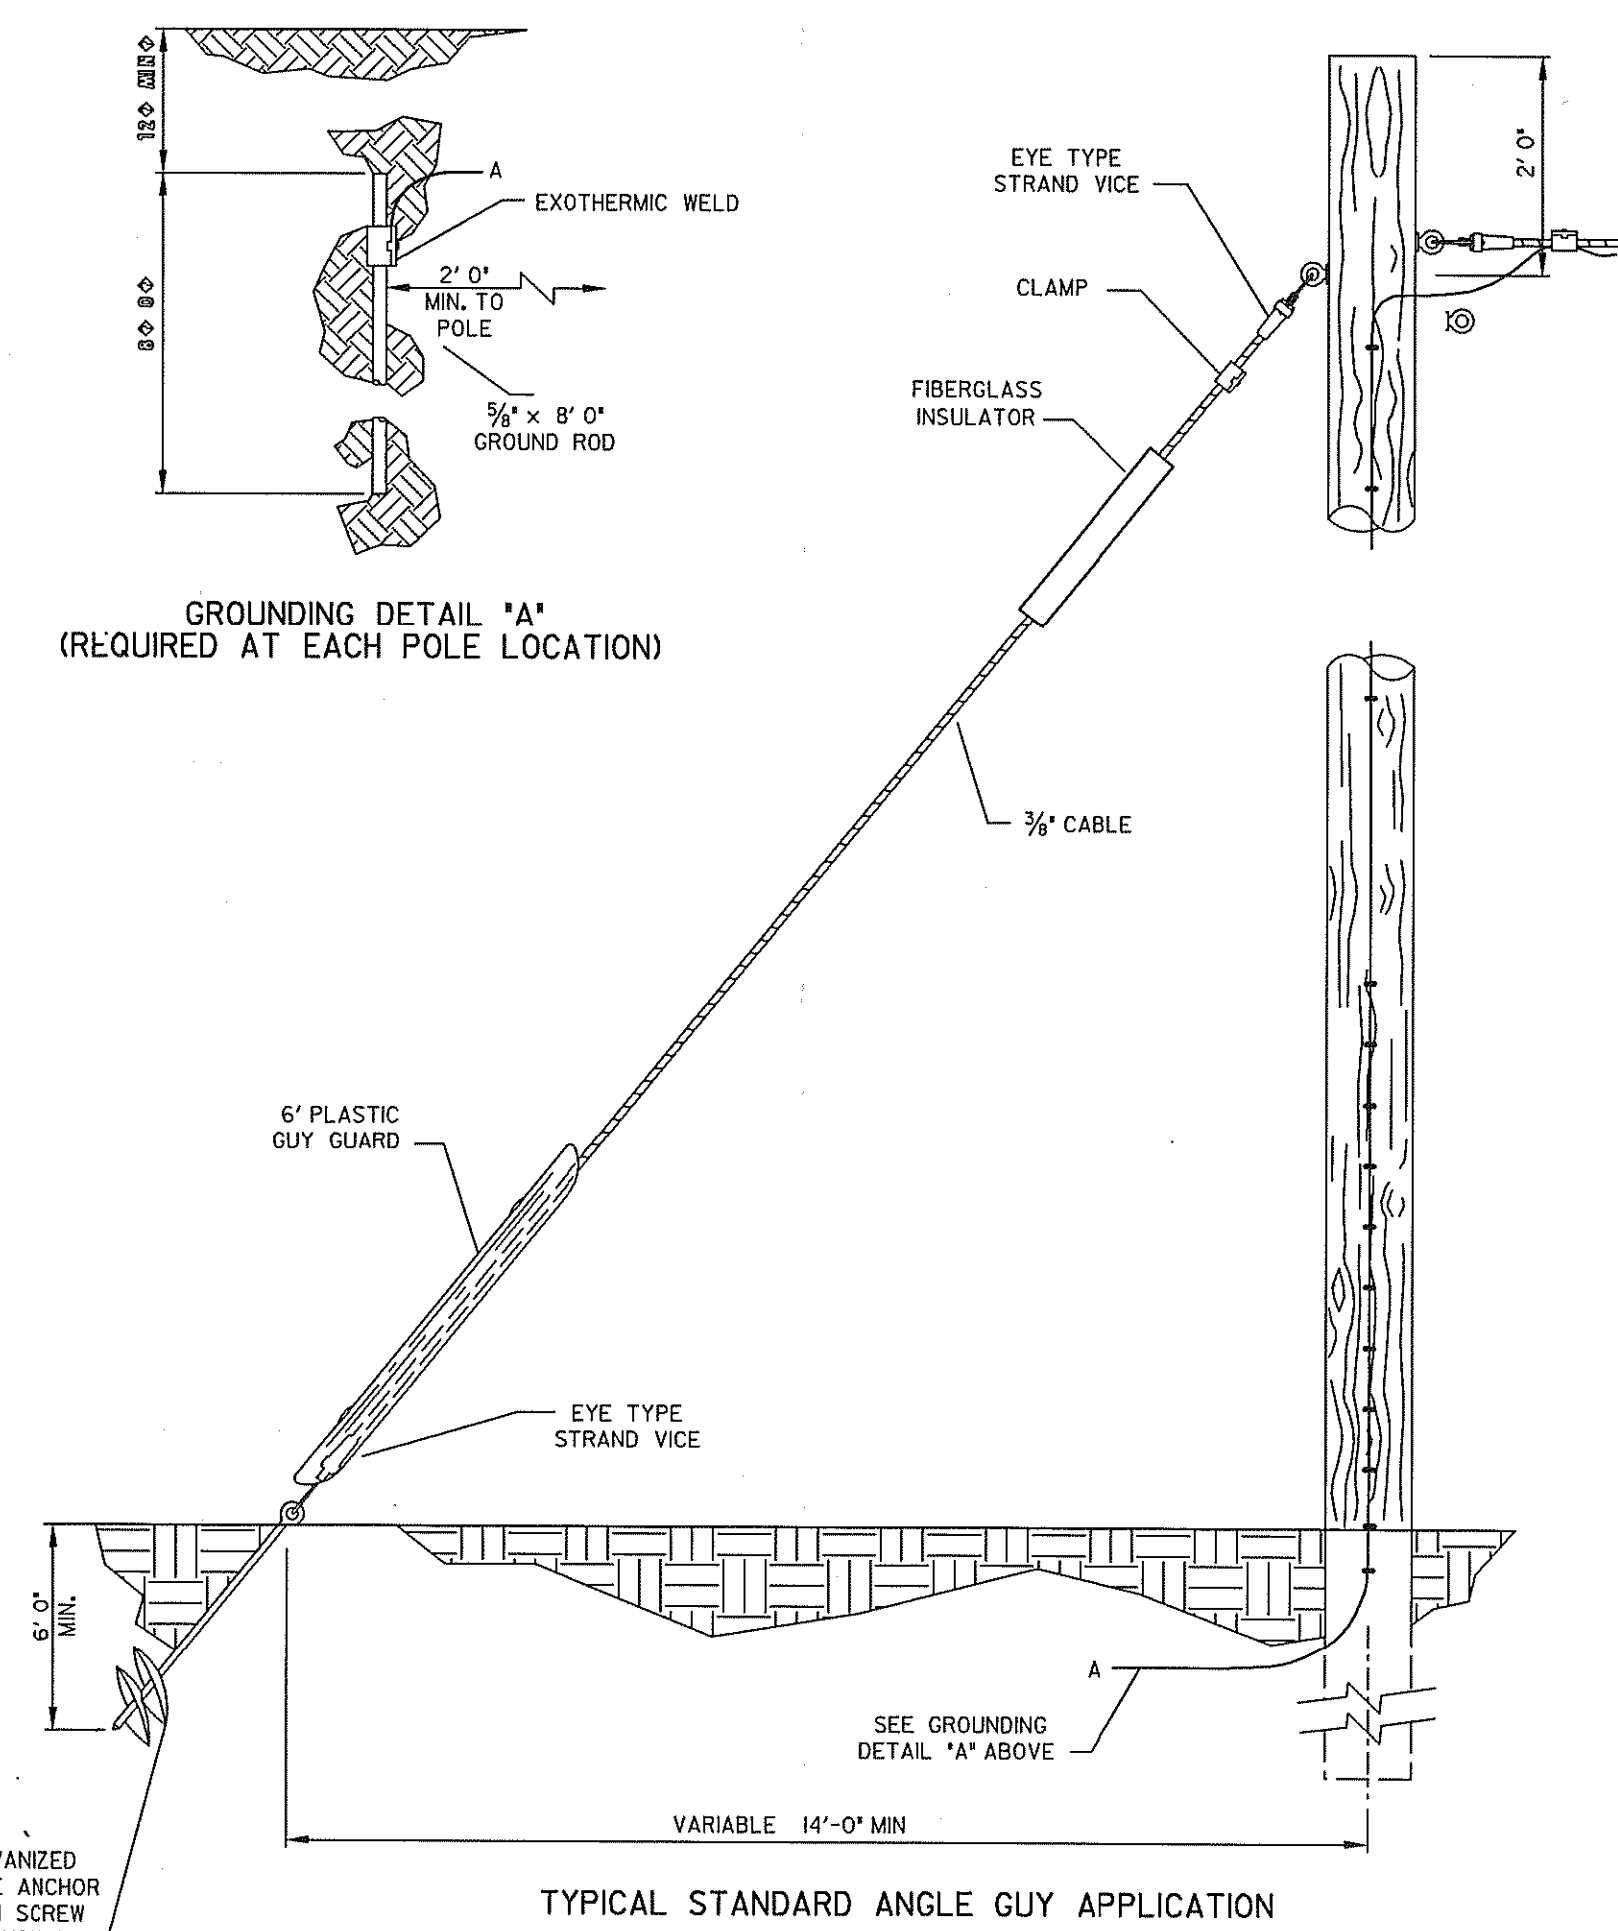 12◇ MIN◇
A
EXOTHERMIC WELD
8◇ 0◇
2' 0"
MIN. TO
POLE
5/8" x 8' 0"
GROUND ROD
GROUNDING DETAIL "A"
(REQUIRED AT EACH POLE LOCATION)
EYE TYPE
STRAND VICE
2' 0"
CLAMP
FIBERGLASS
INSULATOR
3/8" CABLE
6' PLASTIC
GUY GUARD
EYE TYPE
STRAND VICE
6' 0"
MIN.
A
SEE GROUNDING
DETAIL "A" ABOVE
VARIABLE 14'-0" MIN
VANIZED
E ANCHOR
SCREW
TYPICAL STANDARD ANGLE GUY APPLICATION